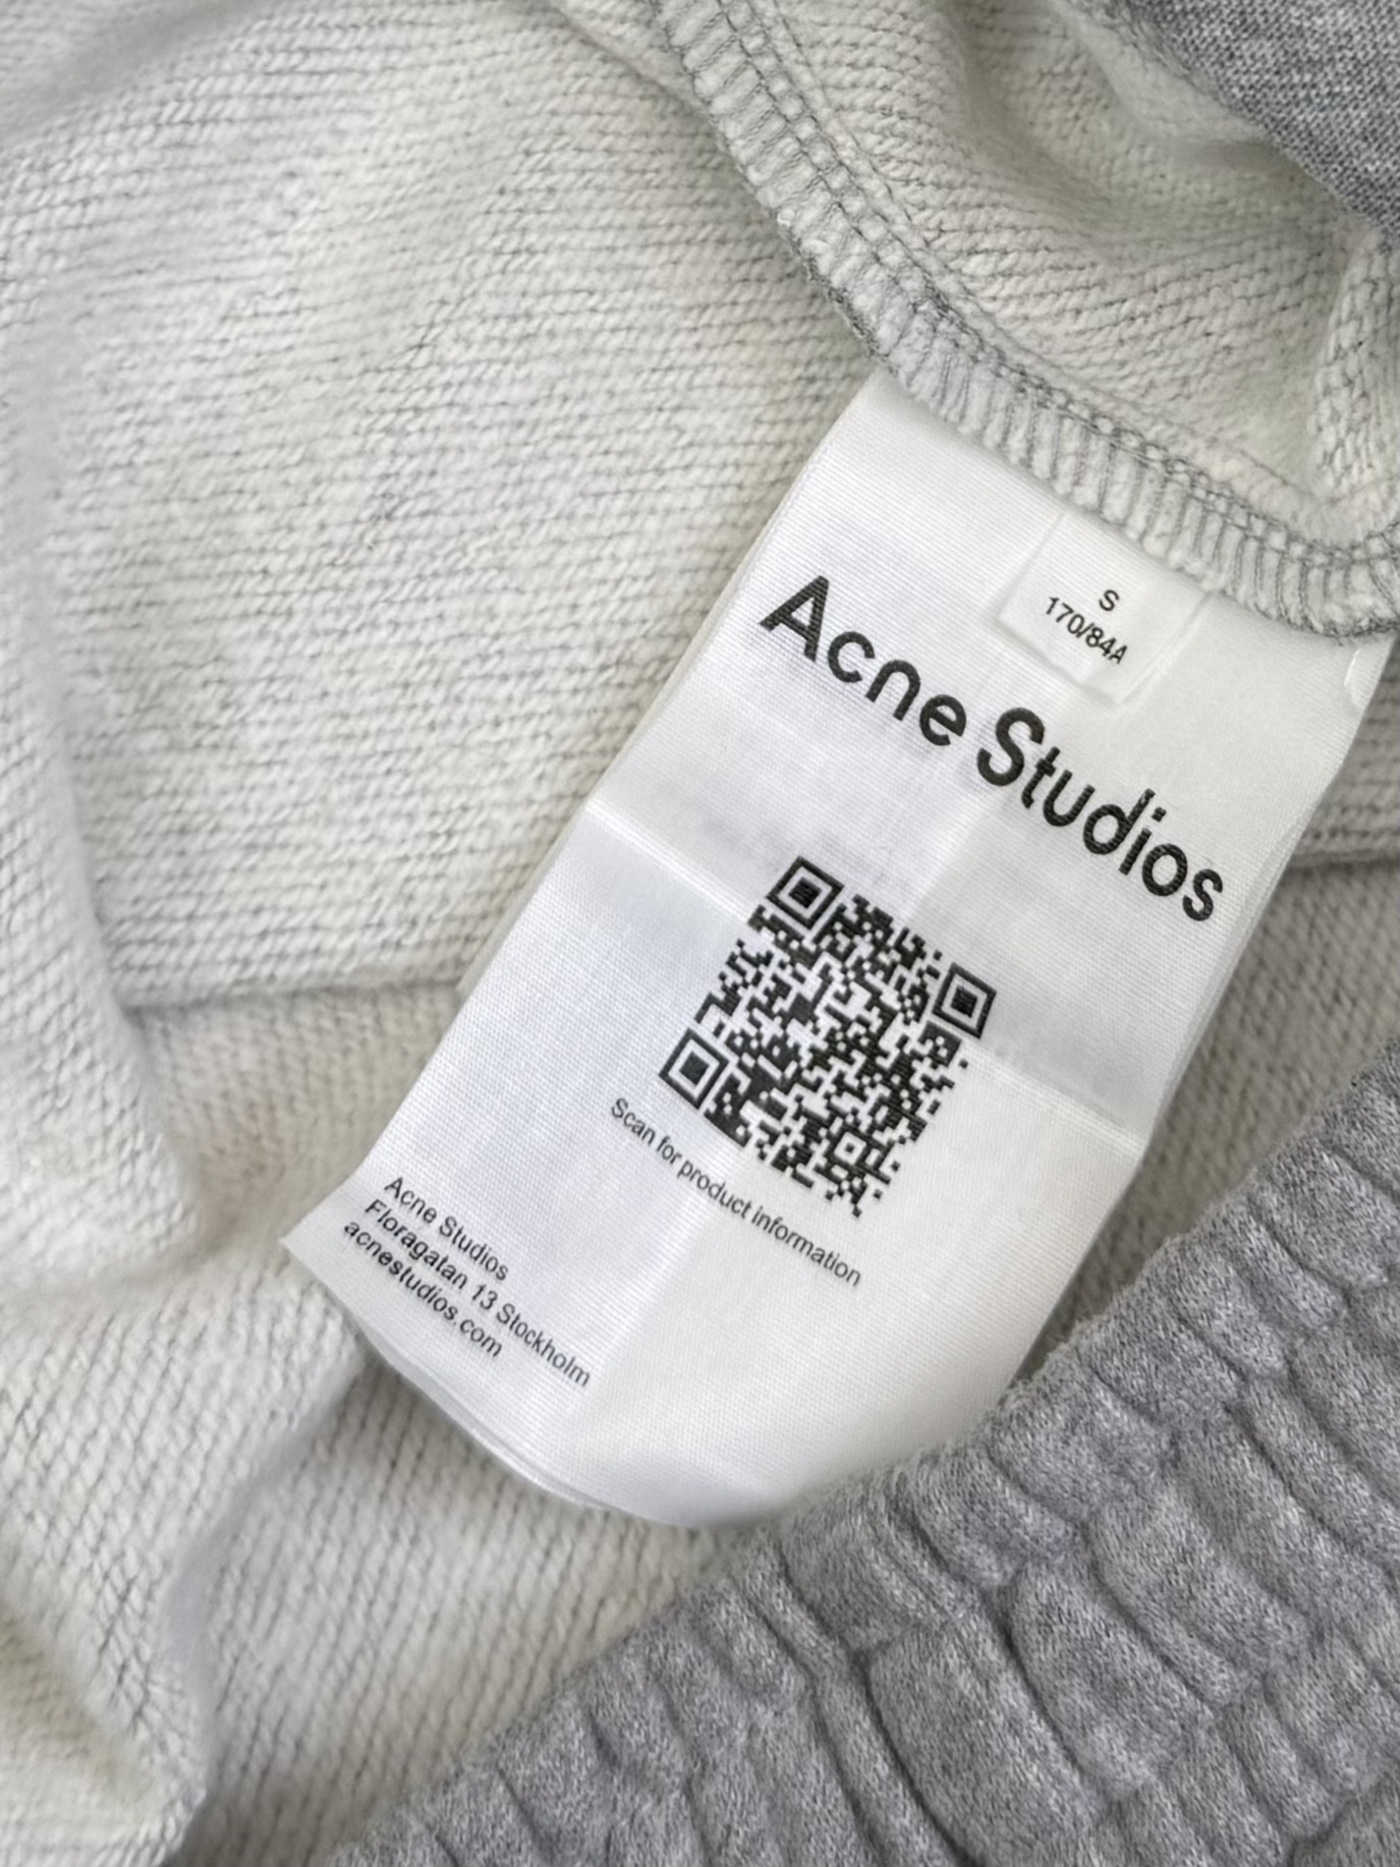 S
170/84A
Acne Studios
Scan for product information
Acne Studios
Floragatan 13 Stockholm
acnestudios.com